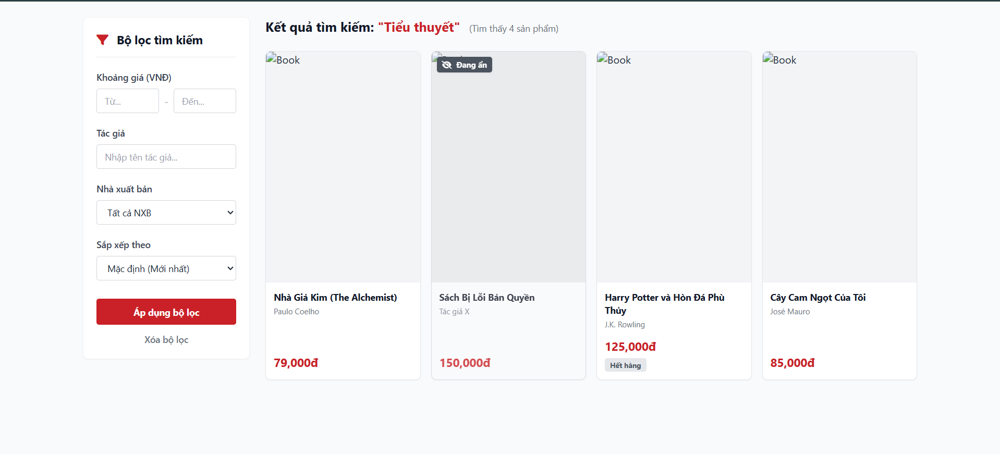 Bộ lọc tìm kiếm
Khoảng giá (VNĐ)
Từ... - Đến...
Tác giả
Nhập tên tác giả...
Nhà xuất bản
Tất cả NXB
Sắp xếp theo
Mặc định (Mới nhất)
Áp dụng bộ lọc
Xóa bộ lọc
Kết quả tìm kiếm: "Tiểu thuyết" (Tìm thấy 4 sản phẩm)
Book
Nhà Giả Kim (The Alchemist)
Paulo Coelho
79,000đ
Đang ẩn
Sách Bị Lỗi Bản Quyền
Tác giả X
150,000đ
Book
Harry Potter và Hòn Đá Phù
Thủy
J.K. Rowling
125,000đ
Hết hàng
Book
Cây Cam Ngọt Của Tôi
José Mauro
85,000đ